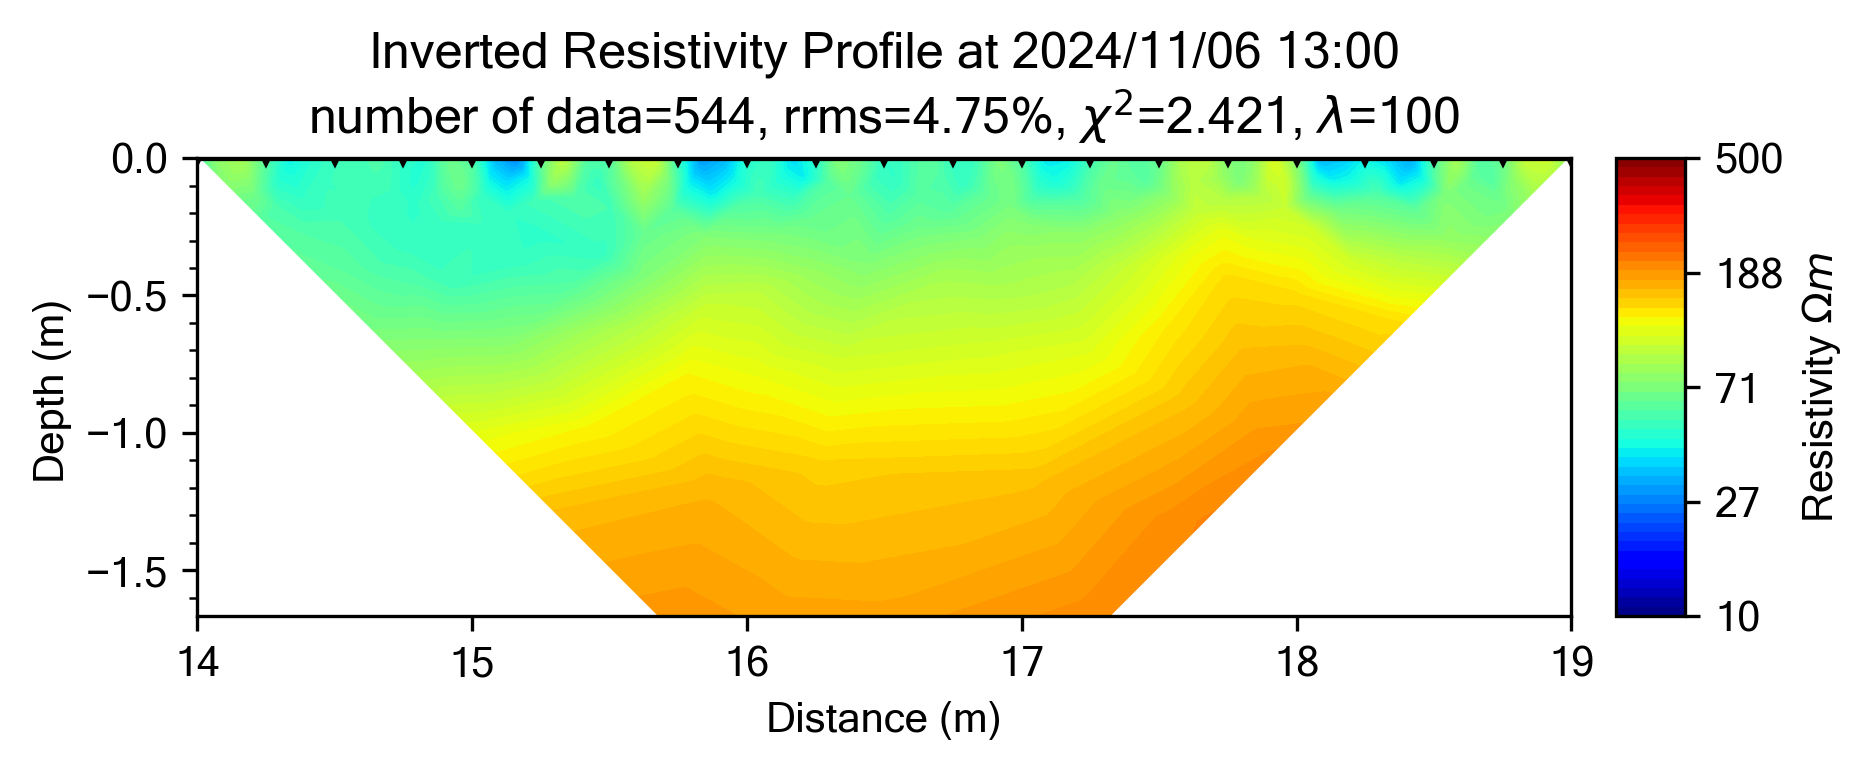 Inverted Resistivity Profile at 2024/11/06 13:00
number of data=544, rrms=4.75%, χ²=2.421, λ=100
0.0
−0.5
−1.0
−1.5
Depth (m)
14 15 16 17 18 19
Distance (m)
500
188
71
27
10
Resistivity Ωm